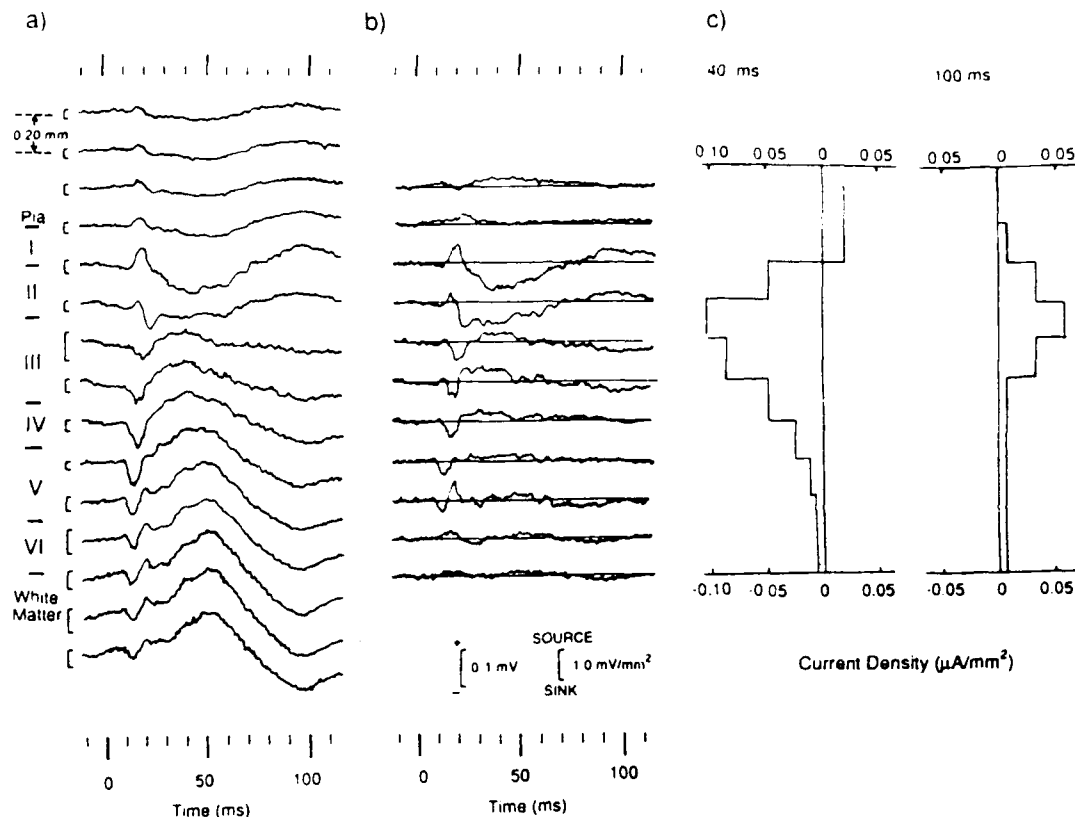 a)
b)
c)
40 ms
100 ms
0.20 mm
Pia
I
II
III
IV
V
VI
White
Matter
0.10 0.05 0 0.05
0.05 0 0.05
-0.10 -0.05 0 0.05
-0.05 0 0.05
Current Density (μA/mm²)
+
0.1 mV
–
SOURCE
1.0 mV/mm²
SINK
0 50 100
Time (ms)
0 50 100
Time (ms)